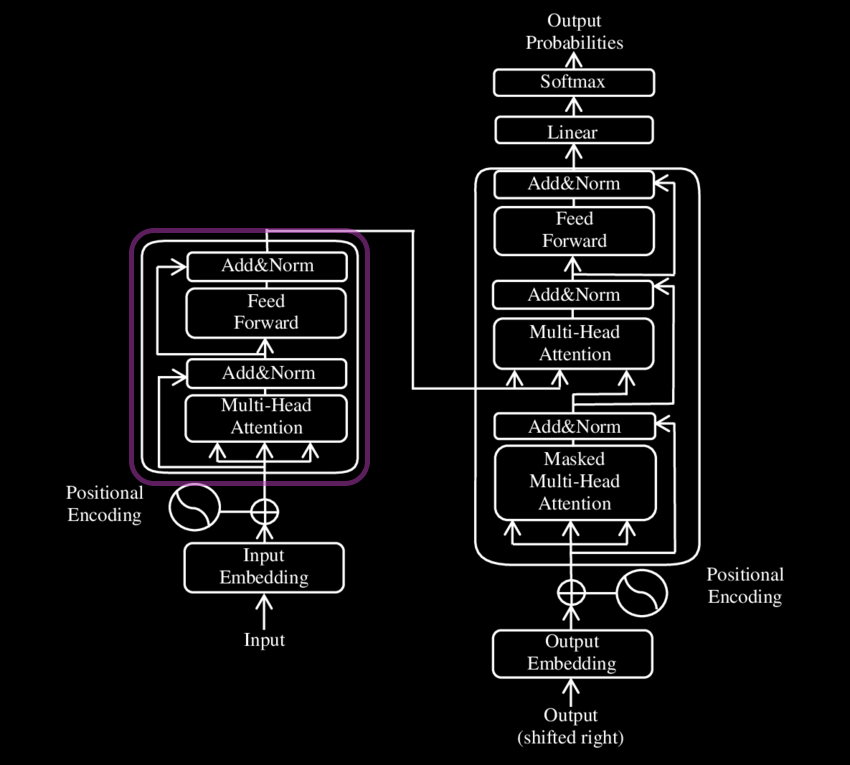 Output
Probabilities
Softmax
Linear
Add&Norm
Feed
Forward
Add&Norm
Multi-Head
Attention
Add&Norm
Masked
Multi-Head
Attention
Positional
Encoding
Output
Embedding
Output
(shifted right)
Add&Norm
Feed
Forward
Add&Norm
Multi-Head
Attention
Positional
Encoding
Input
Embedding
Input